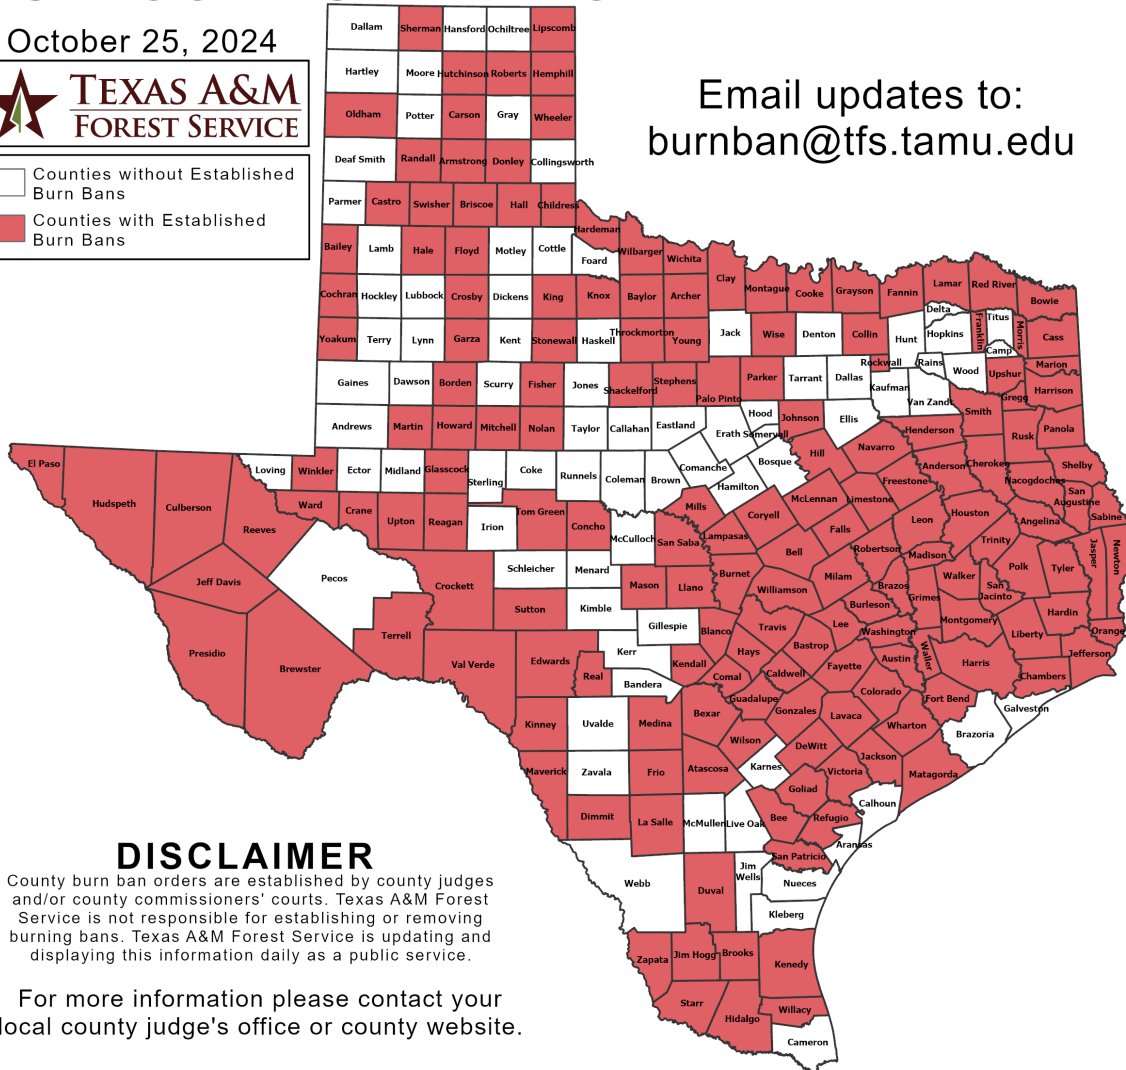 October 25, 2024
TEXAS A&M
FOREST SERVICE
Counties without Established
Burn Bans
Counties with Established
Burn Bans
Email updates to:
burnban@tfs.tamu.edu
Dallam Sherman Hansford Ochiltree Lipscomb
Hartley Moore Hutchinson Roberts Hemphill
Oldham Potter Carson Gray Wheeler
Deaf Smith Randall Armstrong Donley Collingsworth
Parmer Castro Swisher Briscoe Hall Childress
Hardeman
Bailey Lamb Hale Floyd Motley Cottle Foard Wilbarger Wichita
Clay Montague Cooke Grayson Fannin Lamar Red River Bowie
Cochran Hockley Lubbock Crosby Dickens King Knox Baylor Archer
Delta Titus Franklin Morris
Yoakum Terry Lynn Garza Kent Stonewall Haskell Throckmorton Young Jack Wise Denton Collin Hunt Hopkins Camp Cass
Rockwall Rains Wood Upshur Marion
Gaines Dawson Borden Scurry Fisher Jones Shackelford Stephens Palo Pinto Parker Tarrant Dallas Kaufman Van Zandt Gregg Harrison
Andrews Martin Howard Mitchell Nolan Taylor Callahan Eastland Erath Hood Somervell Johnson Ellis Henderson Smith Rusk Panola
El Paso Hudspeth Culberson Reeves Loving Winkler Ector Midland Glasscock Sterling Coke Runnels Coleman Brown Comanche Hamilton Bosque Hill Navarro Anderson Cherokee Nacogdoches Shelby
Ward Crane Upton Reagan Irion Tom Green Concho McCulloch San Saba Mills Lampasas Coryell McLennan Limestone Freestone Leon Houston Angelina San
Augustine Sabine
Jeff Davis Pecos Crockett Schleicher Menard Mason Llano Burnet Bell Falls Robertson Madison Trinity Polk Tyler Jasper Newton
Terrell Sutton Kimble Gillespie Blanco Williamson Milam Brazos Burleson Grimes Walker San
Jacinto Hardin
Presidio Brewster Val Verde Edwards Real Kerr Bandera Kendall Hays Travis Bastrop Lee Washington Montgomery Liberty Orange
Comal Caldwell Fayette Austin Waller Harris Chambers Jefferson
Kinney Uvalde Medina Bexar Guadalupe Gonzales Lavaca Colorado Fort Bend Galveston
Wilson DeWitt Wharton Brazoria
Maverick Zavala Frio Atascosa Karnes Victoria Jackson Matagorda
Dimmit La Salle McMullen Live Oak Bee Goliad Refugio Calhoun
Aransas
San Patricio
Webb Duval Jim
Wells Nueces
Kleberg
Zapata Jim Hogg Brooks Kenedy
Starr Hidalgo Willacy
Cameron
DISCLAIMER
County burn ban orders are established by county judges
and/or county commissioners' courts. Texas A&M Forest
Service is not responsible for establishing or removing
burning bans. Texas A&M Forest Service is updating and
displaying this information daily as a public service.
For more information please contact your
local county judge's office or county website.